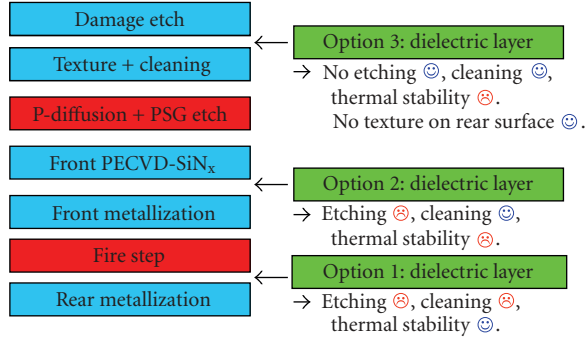 Damage etch
Texture + cleaning
P-diffusion + PSG etch
Front PECVD-SiNₓ
Front metallization
Fire step
Rear metallization
Option 3: dielectric layer
→ No etching ☺, cleaning ☺,
thermal stability ☹.
No texture on rear surface ☺.
Option 2: dielectric layer
→ Etching ☹, cleaning ☺,
thermal stability ☹.
Option 1: dielectric layer
→ Etching ☹, cleaning ☹,
thermal stability ☺.